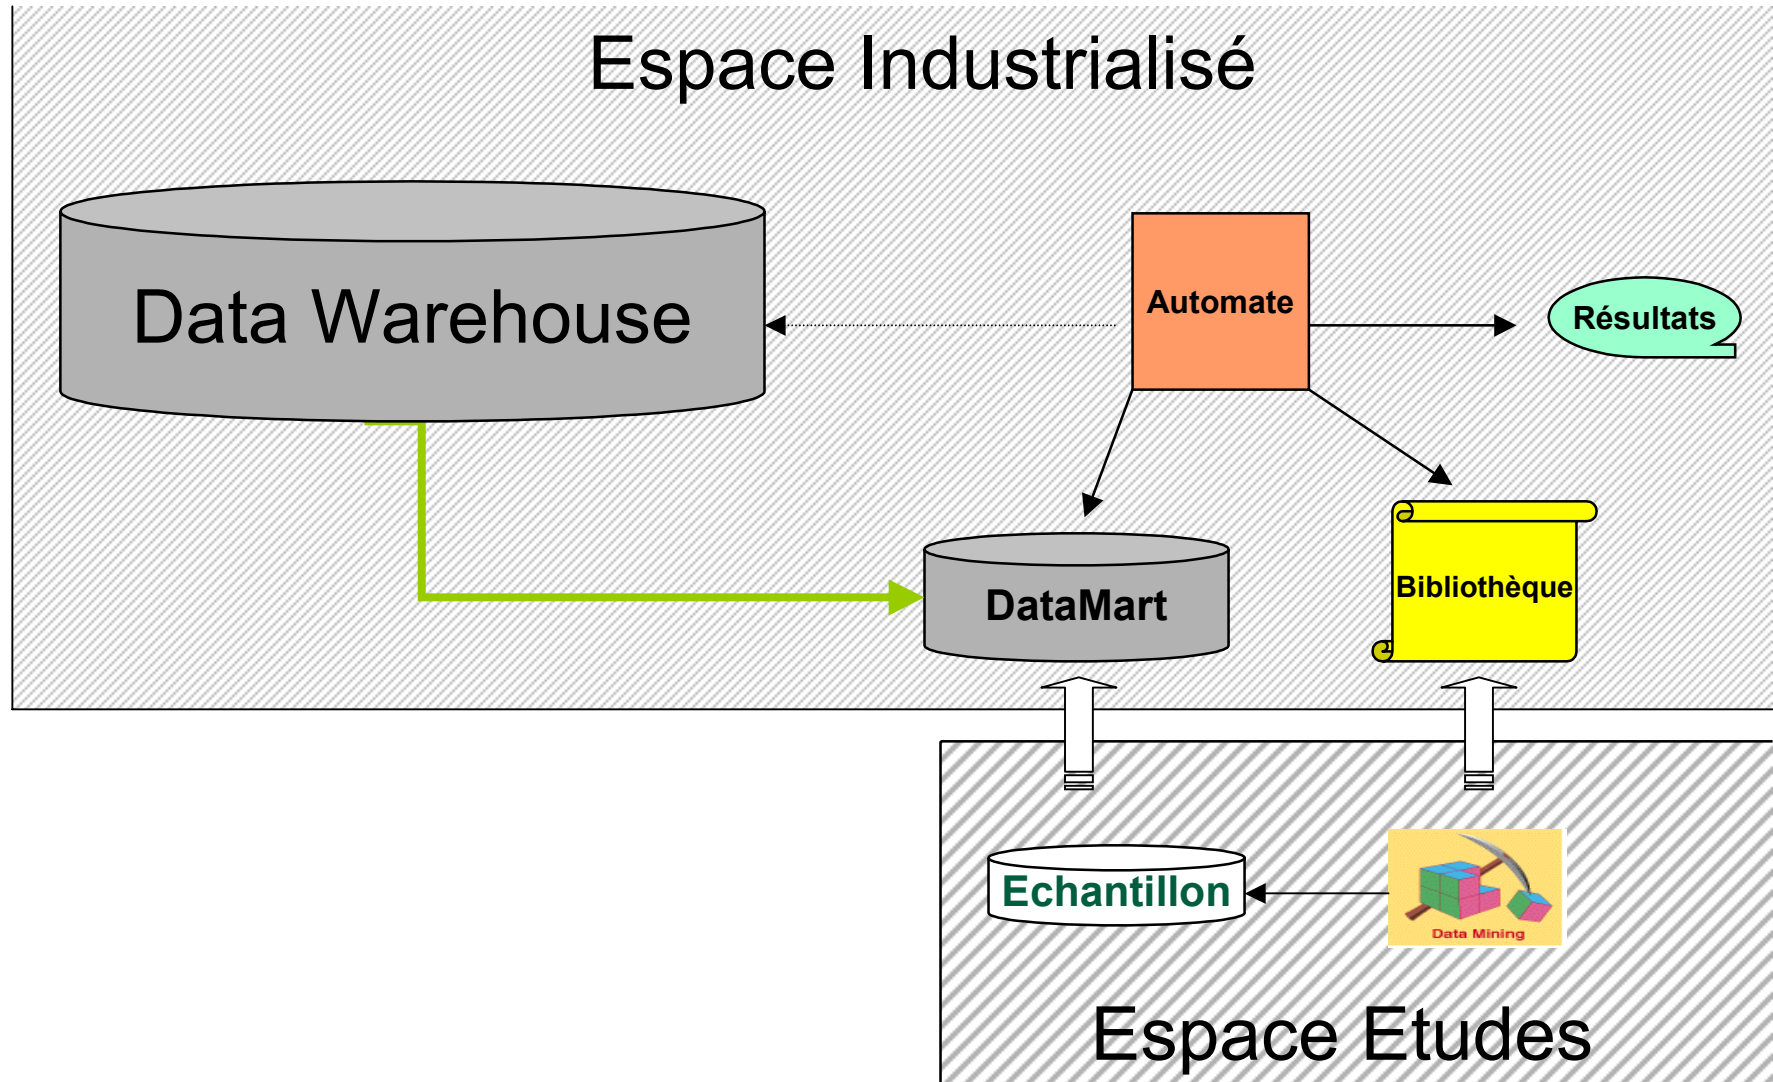 Espace Industrialisé
Data Warehouse
Automate
Résultats
DataMart
Bibliothèque
Echantillon
Data Mining
Espace Etudes